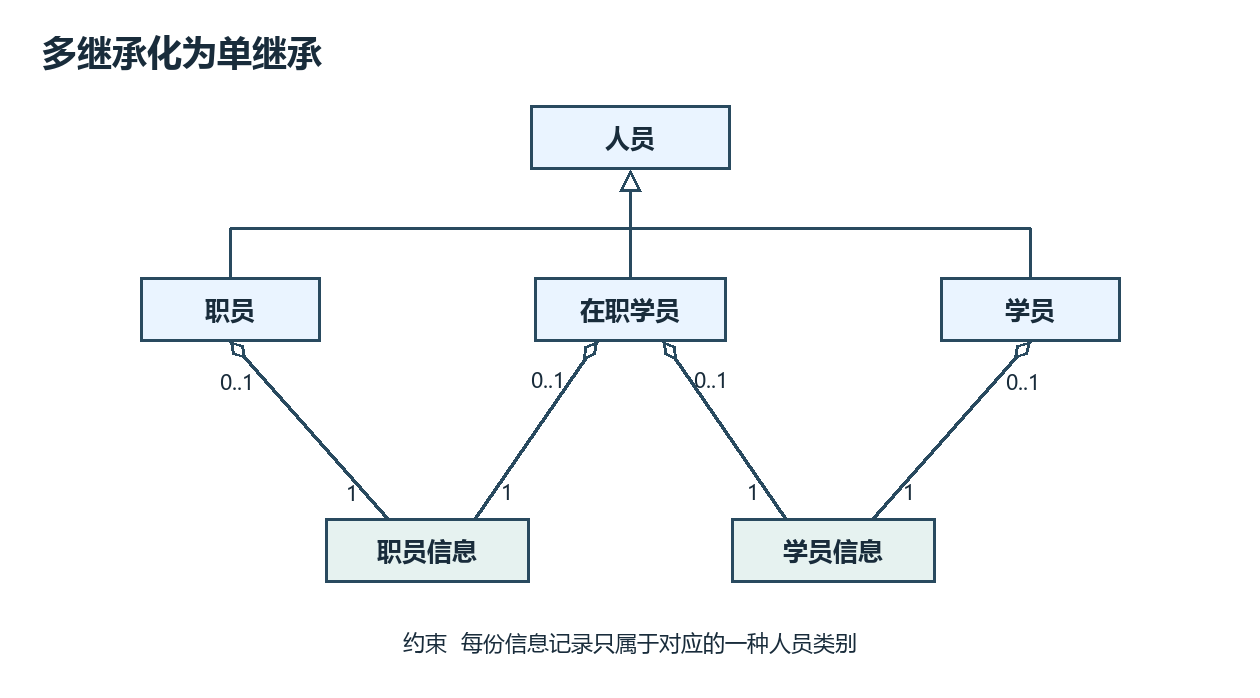 多继承化为单继承
人员
职员
在职学员
学员
0..1
0..1
0..1
0..1
1
1
1
1
职员信息
学员信息
约束 每份信息记录只属于对应的一种人员类别